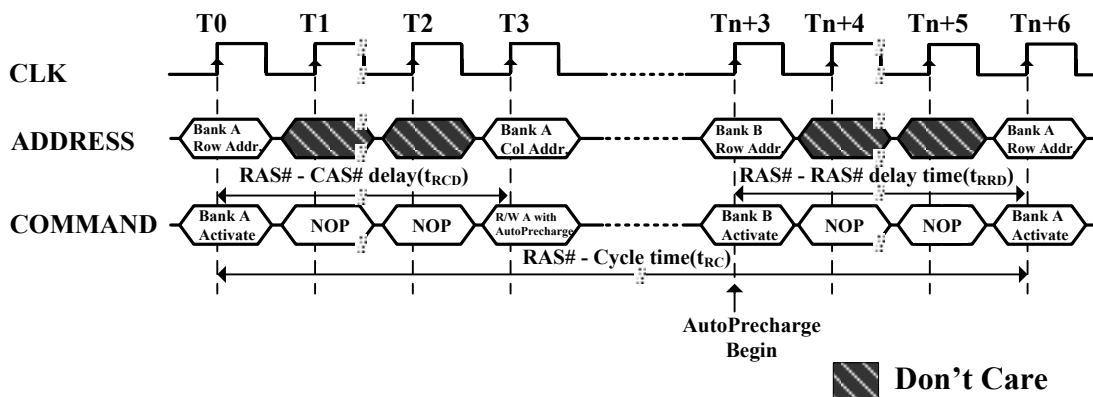 T0 T1 T2 T3 Tn+3 Tn+4 Tn+5 Tn+6
CLK
ADDRESS
Bank A
Row Addr.
Bank A
Col Addr.
Bank B
Row Addr.
Bank A
Row Addr.
RAS# - CAS# delay(tRCD)
RAS# - RAS# delay time(tRRD)
COMMAND
Bank A
Activate
NOP
NOP
R/W A with
AutoPrecharge
Bank B
Activate
NOP
NOP
Bank A
Activate
RAS# - Cycle time(tRC)
AutoPrecharge
Begin
Don't Care